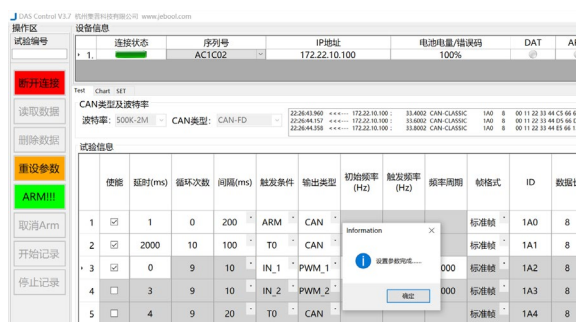 DAS Control V3.7 杭州奎普科技有限公司 www.jeboul.com
操作区 设备信息
试验编号 连接状态 序列号 IP地址 电池电量/错误码 DAT
1. AC1C02 172.22.10.100 100%
断开连接
Test Chart SET
CAN类型及波特率
读取数据
波特率: 500K-2M CAN类型: CAN-FD
22:26:43.960 <<<---- 172.22.10.100 : 33.4002 CAN-CLASSIC 1A0 8 00 11 22 33 44 C5 66
22:26:44.157 <<<---- 172.22.10.100 : 33.6002 CAN-CLASSIC 1A0 8 00 11 22 33 44 D5 66
22:26:44.358 <<<---- 172.22.10.100 : 33.8002 CAN-CLASSIC 1A0 8 00 11 22 33 44 E5 66
删除数据
试验信息
重设参数
使能 延时(ms) 循环次数 间隔(ms) 触发条件 输出类型 初始频率(Hz) 触发频率(Hz) 频率周期 帧格式 ID 数据长
ARM!!!
取消Arm
1 1 0 200 ARM CAN 标准帧 1A0 8
Information
开始记录
2 2000 10 100 T0 CAN 标准帧 1A1 8
设置参数完成......
3 0 9 10 IN_1 PWM_1 000 标准帧 1A2 8
停止记录
4 3 9 10 IN_2 PWM_2 000 标准帧 1A3 8
确定
5 4 9 20 T0 CAN 标准帧 1A4 8